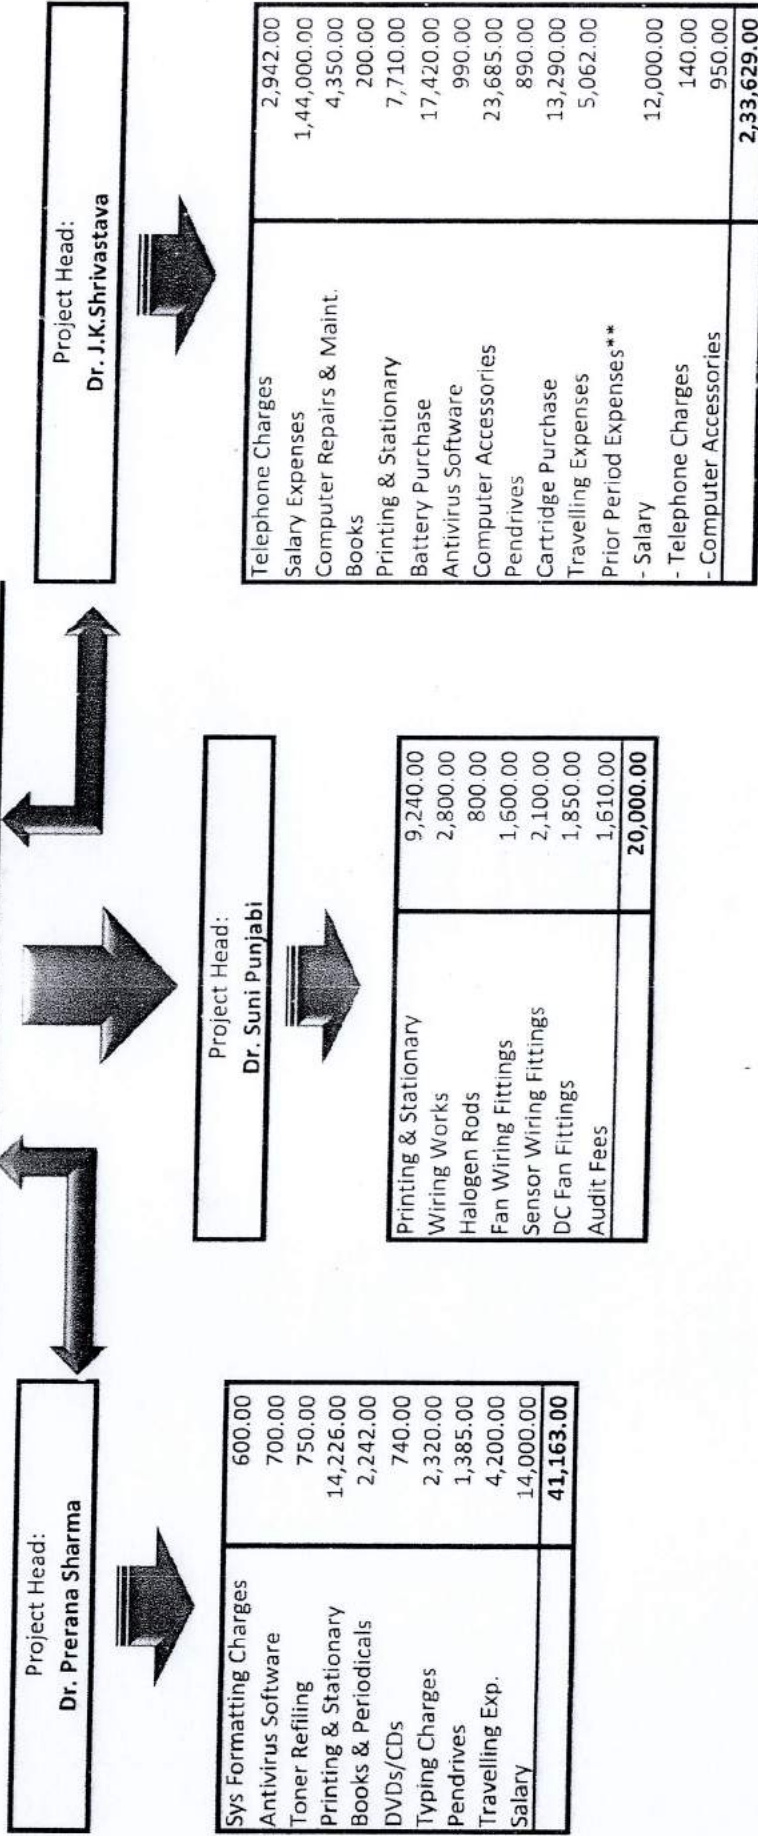 Project Head:
Dr. Prerana Sharma
Sys Formatting Charges 600.00
Antivirus Software 700.00
Toner Refiling 750.00
Printing & Stationary 14,226.00
Books & Periodicals 2,242.00
DVDs/CDs 740.00
Typing Charges 2,320.00
Pendrives 1,385.00
Travelling Exp. 4,200.00
Salary 14,000.00
41,163.00
Project Head:
Dr. Suni Punjabi
Printing & Stationary 9,240.00
Wiring Works 2,800.00
Halogen Rods 800.00
Fan Wiring Fittings 1,600.00
Sensor Wiring Fittings 2,100.00
DC Fan Fittings 1,850.00
Audit Fees 1,610.00
20,000.00
Project Head:
Dr. J.K.Shrivastava
Telephone Charges 2,942.00
Salary Expenses 1,44,000.00
Computer Repairs & Maint. 4,350.00
Books 200.00
Printing & Stationary 7,710.00
Battery Purchase 17,420.00
Antivirus Software 990.00
Computer Accessories 23,685.00
Pendrives 890.00
Cartridge Purchase 13,290.00
Travelling Expenses 5,062.00
Prior Period Expenses**
- Salary 12,000.00
- Telephone Charges 140.00
- Computer Accessories 950.00
2,33,629.00